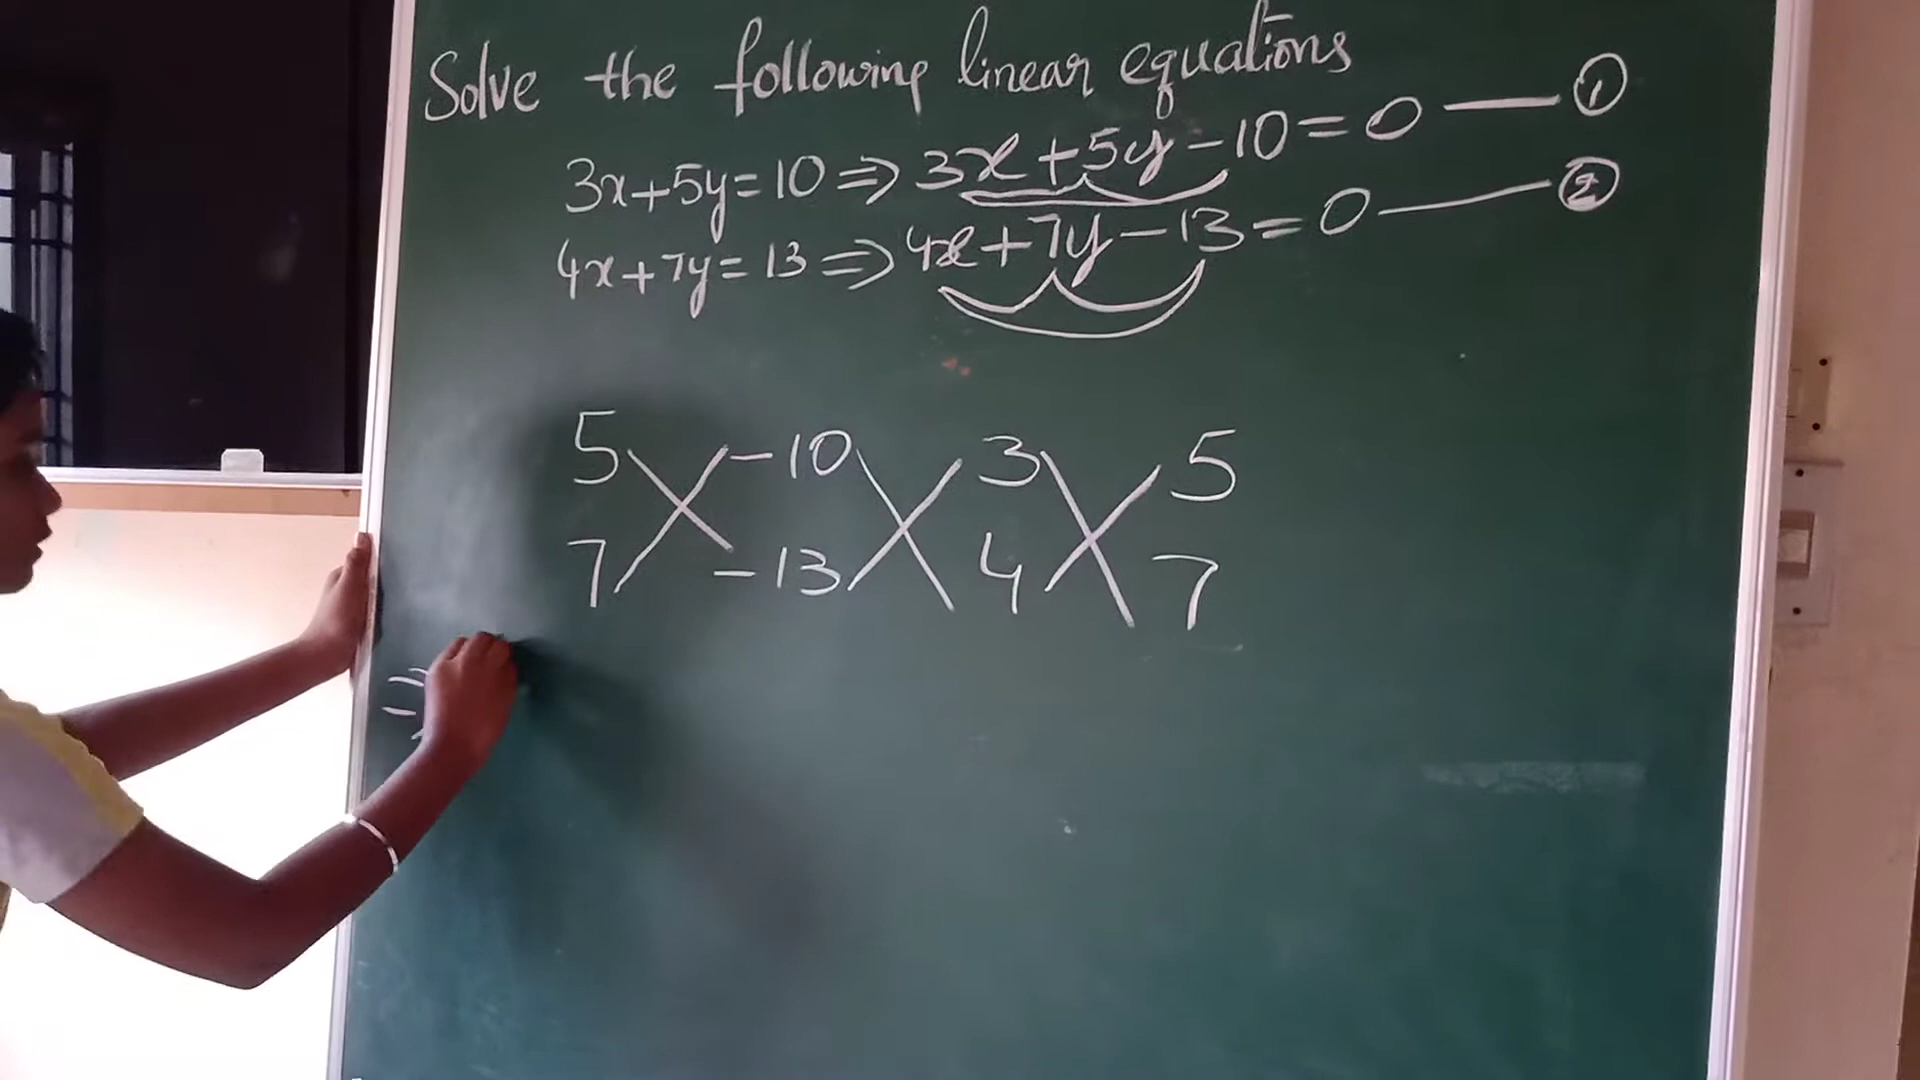 Solve the following linear equations
3x+5y=10 ⇒ 3x+5y-10=0 — ①
4x+7y=13 ⇒ 4x+7y-13=0 — ②
5 -10 3 5
7 -13 4 7
⇒